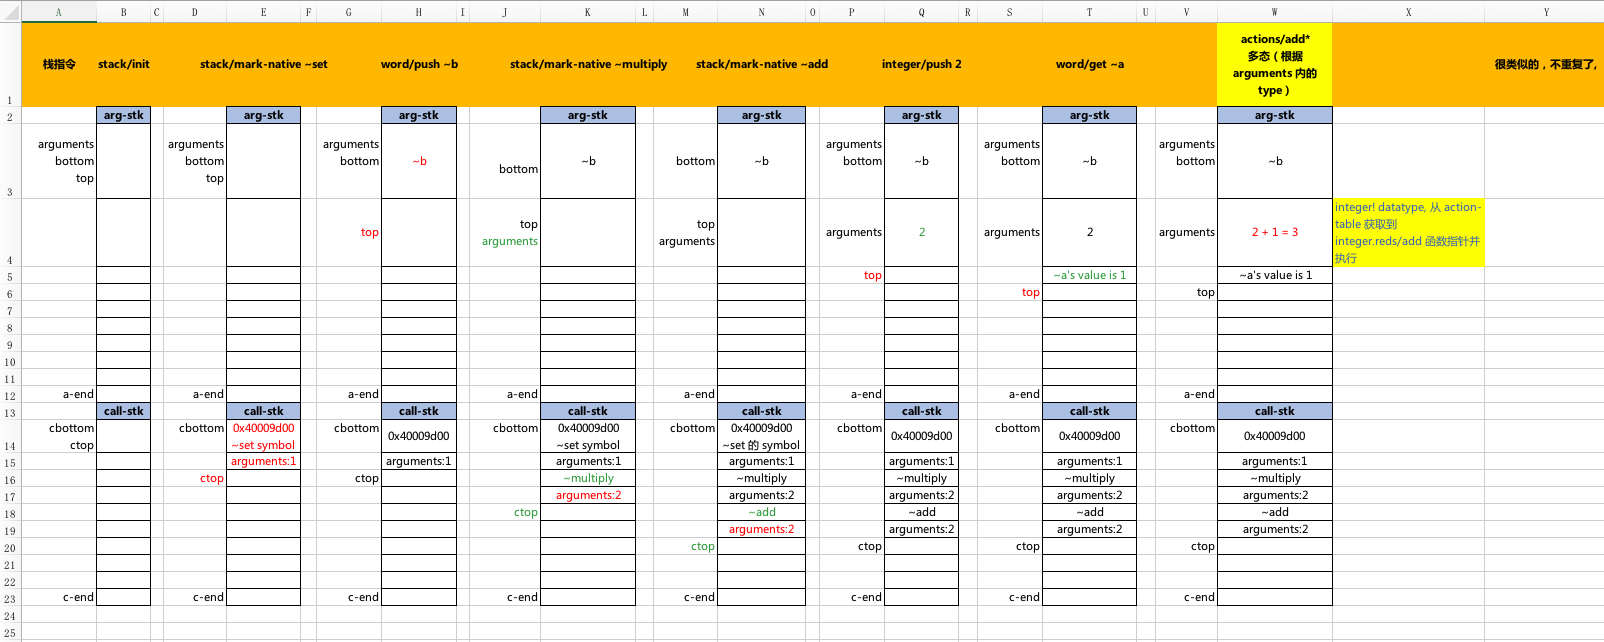 A B C D E F G H I J K L M N O P Q R S T U V W X Y
1 栈指令 stack/init stack/mark-native ~set word/push ~b stack/mark-native ~multiply stack/mark-native ~add integer/push 2 word/get ~a
actions/add*
多态（根据
arguments 内的
type）
很类似的，不重复了,
2 arg-stk arg-stk arg-stk arg-stk arg-stk arg-stk arg-stk arg-stk
arguments arguments arguments arguments arguments arguments
bottom bottom bottom ~b bottom ~b bottom ~b bottom ~b bottom ~b bottom ~b
top top
3
top top top
arguments arguments arguments 2 arguments 2 arguments 2 + 1 = 3
integer! datatype, 从 action-
table 获取到
integer.reds/add 函数指针并
执行
4
5 top ~a's value is 1 ~a's value is 1
6 top top
7
8
9
10
11
12 a-end a-end a-end a-end a-end a-end a-end a-end
13 call-stk call-stk call-stk call-stk call-stk call-stk call-stk call-stk
cbottom cbottom 0x40009d00 cbottom 0x40009d00 cbottom 0x40009d00 cbottom 0x40009d00 cbottom 0x40009d00 cbottom 0x40009d00 cbottom 0x40009d00
14 ctop ~set symbol ~set symbol ~set 的 symbol
15 arguments:1 arguments:1 arguments:1 arguments:1 arguments:1 arguments:1 arguments:1
16 ctop ctop ~multiply ~multiply ~multiply ~multiply ~multiply
17 arguments:2 arguments:2 arguments:2 arguments:2 arguments:2
18 ctop ~add ~add ~add ~add
19 arguments:2 arguments:2 arguments:2 arguments:2
20 ctop ctop ctop ctop
21
22
23 c-end c-end c-end c-end c-end c-end c-end c-end
24
25